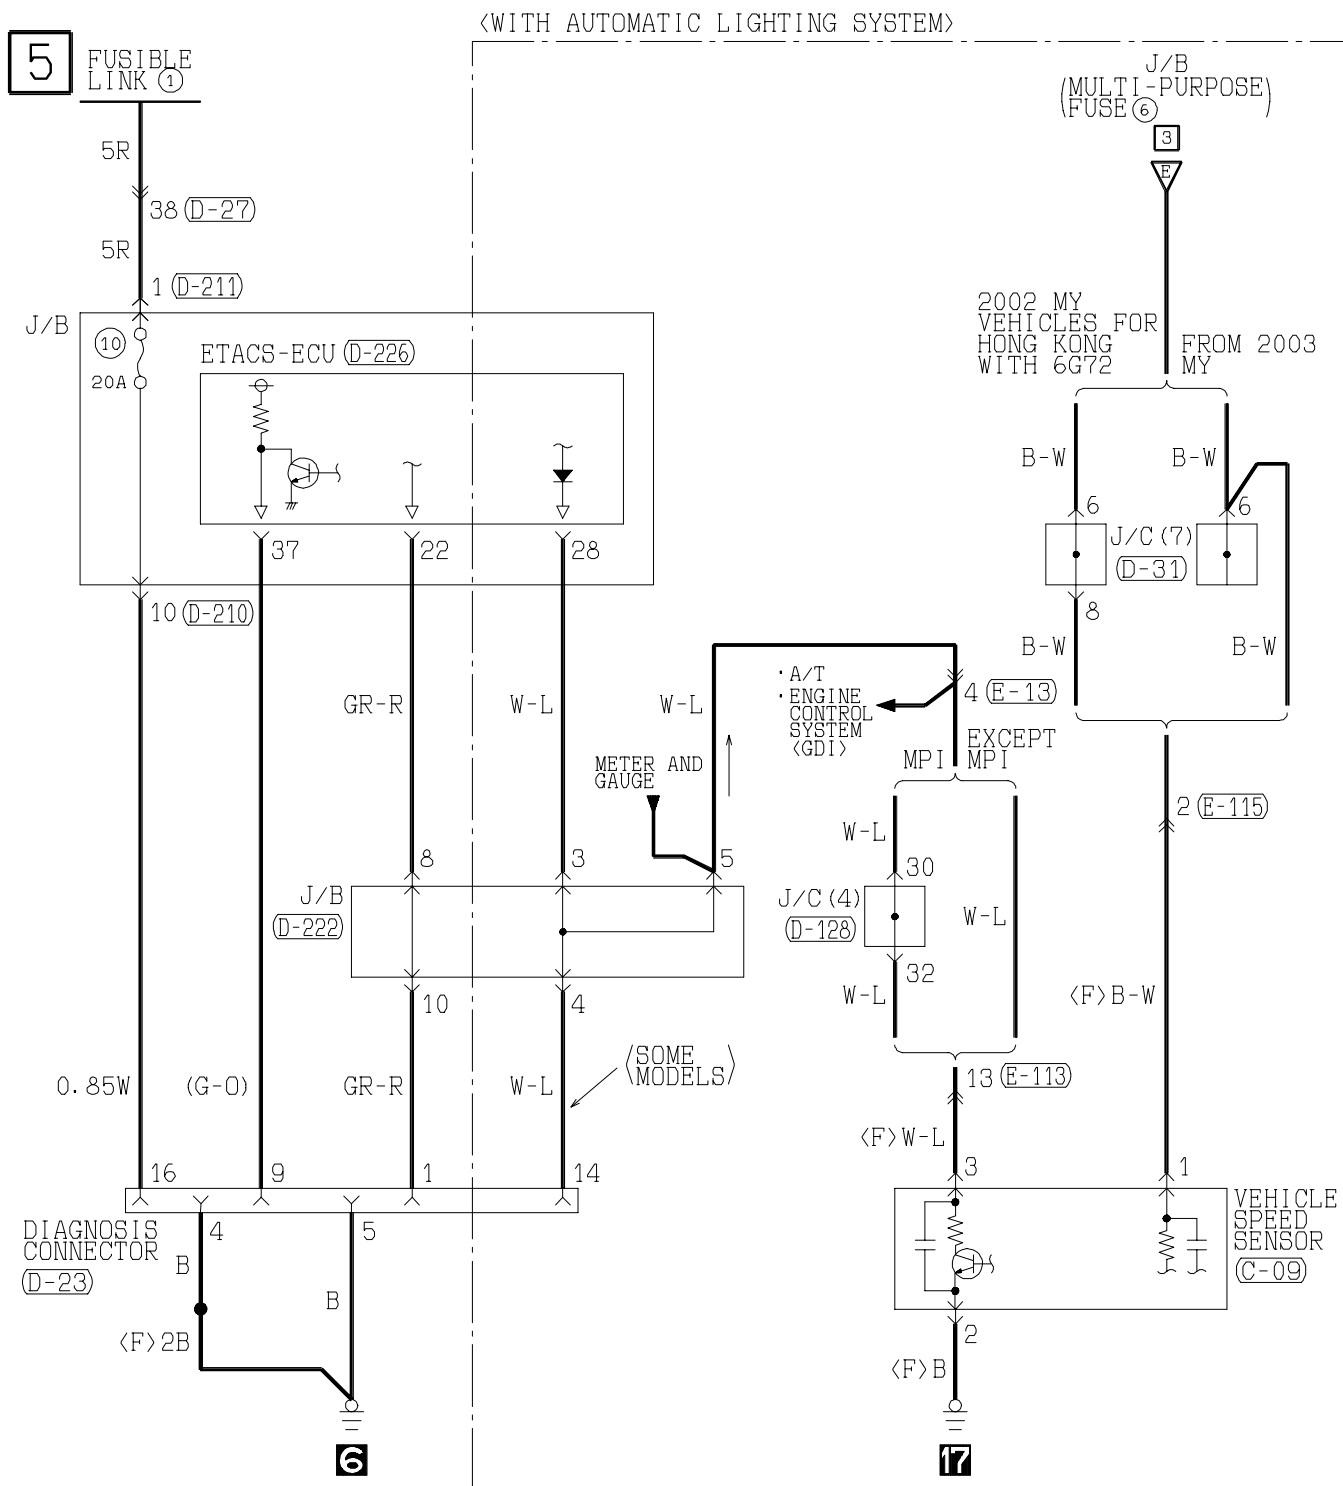 〈WITH AUTOMATIC LIGHTING SYSTEM〉
5
FUSIBLE
LINK ①
J/B
(MULTI-PURPOSE)
FUSE ⑥
3
E
5R
38 (D-27)
5R
1 (D-211)
J/B
10
20A
ETACS-ECU (D-226)
2002 MY
VEHICLES FOR
HONG KONG
WITH 6G72
FROM 2003
MY
B-W
B-W
6
6
J/C(7)
(D-31)
8
B-W
B-W
37
22
28
10 (D-210)
GR-R
W-L
W-L
·A/T
·ENGINE
CONTROL
SYSTEM
〈GDI〉
4 (E-13)
METER AND
GAUGE
MPI
EXCEPT
MPI
2 (E-115)
W-L
8
3
5
30
J/B
(D-222)
J/C(4)
(D-128)
W-L
32
10
4
W-L
〈F〉B-W
〈SOME
MODELS〉
0.85W
(G-O)
GR-R
W-L
13 (E-113)
〈F〉W-L
3
1
16
9
1
14
DIAGNOSIS
CONNECTOR
(D-23)
4
5
B
B
〈F〉2B
VEHICLE
SPEED
SENSOR
(C-09)
2
〈F〉B
6
17